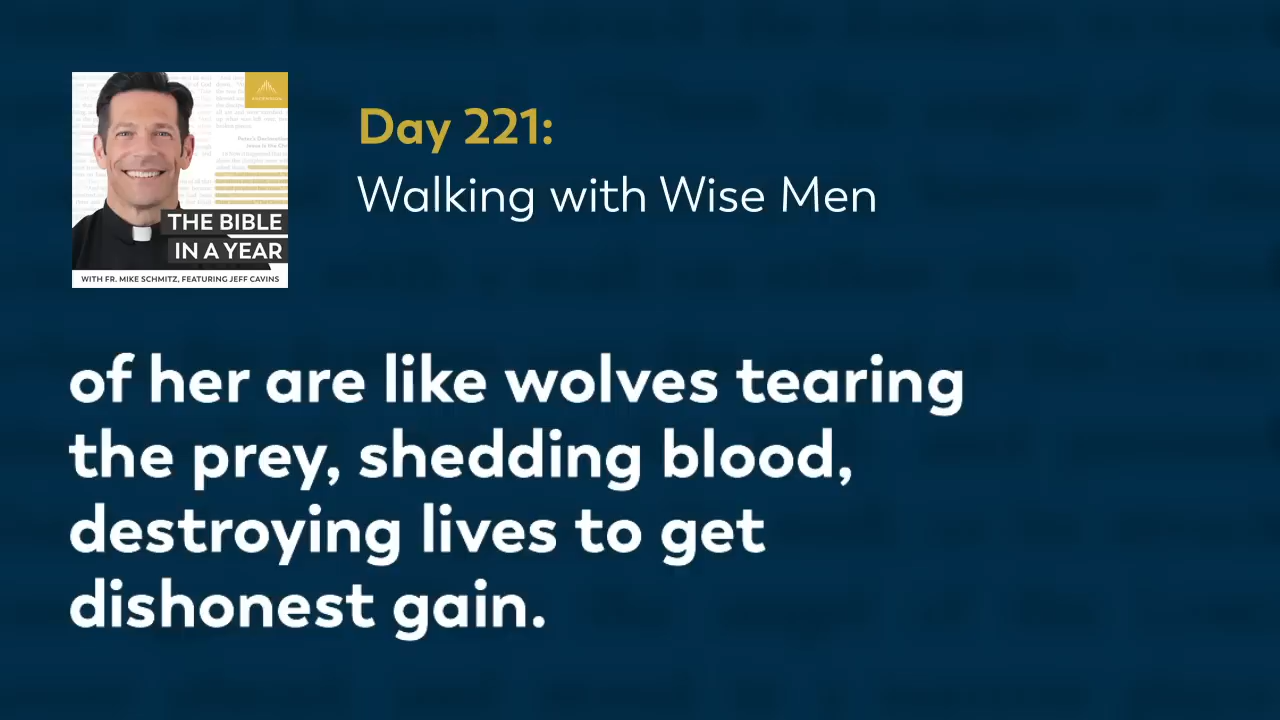 THE BIBLE
IN A YEAR
WITH FR. MIKE SCHMITZ, FEATURING JEFF CAVINS
Day 221:
Walking with Wise Men
of her are like wolves tearing
the prey, shedding blood,
destroying lives to get
dishonest gain.